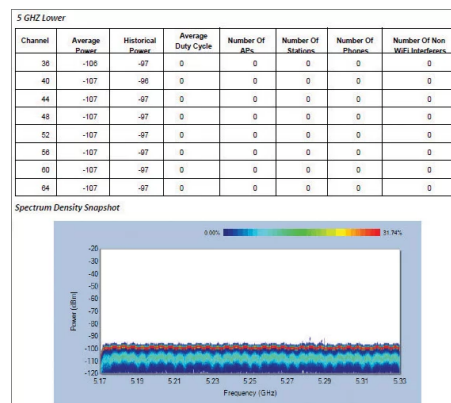 5 GHZ Lower
Channel Average Power Historical Power Average Duty Cycle Number Of APs Number Of Stations Number Of Phones Number Of Non WiFi Interferers
36 -106 -97 0 0 0 0 0
40 -107 -96 0 0 0 0 0
44 -107 -97 0 0 0 0 0
48 -107 -97 0 0 0 0 0
52 -107 -97 0 0 0 0 0
56 -107 -97 0 0 0 0 0
60 -107 -97 0 0 0 0 0
64 -107 -97 0 0 0 0 0
Spectrum Density Snapshot
0.00% 31.74%
Power (dBm)
-20
-30
-40
-50
-60
-70
-80
-90
-100
-110
-120
5.17 5.19 5.21 5.23 5.25 5.27 5.29 5.31 5.33
Frequency (GHz)